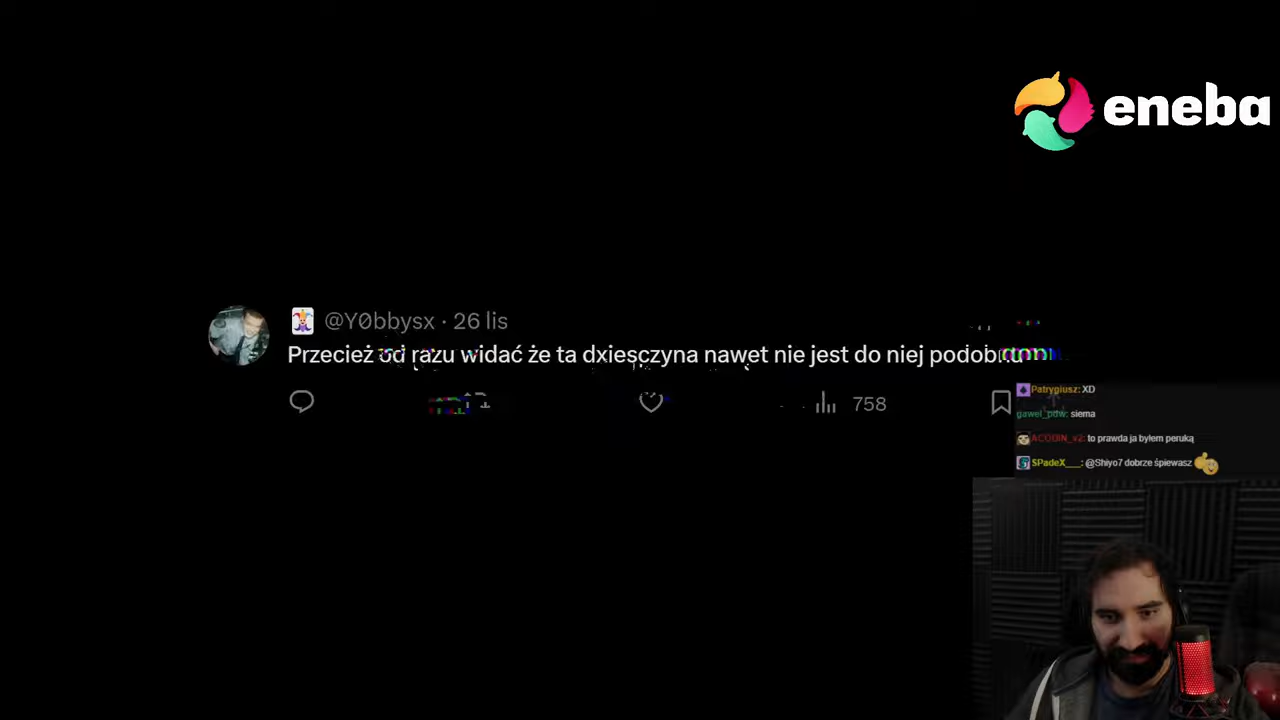 eneba
@Y0bbysx · 26 lis
Przecież od razu widać że ta dxiesczyna nawet nie jest do niej
758
Patrygiusz: XD
gawel_pdw: siema
ACODIN_v2: to prawda ja byłem peruką
SPadeX___: @Shiyo7 dobrze śpiewasz